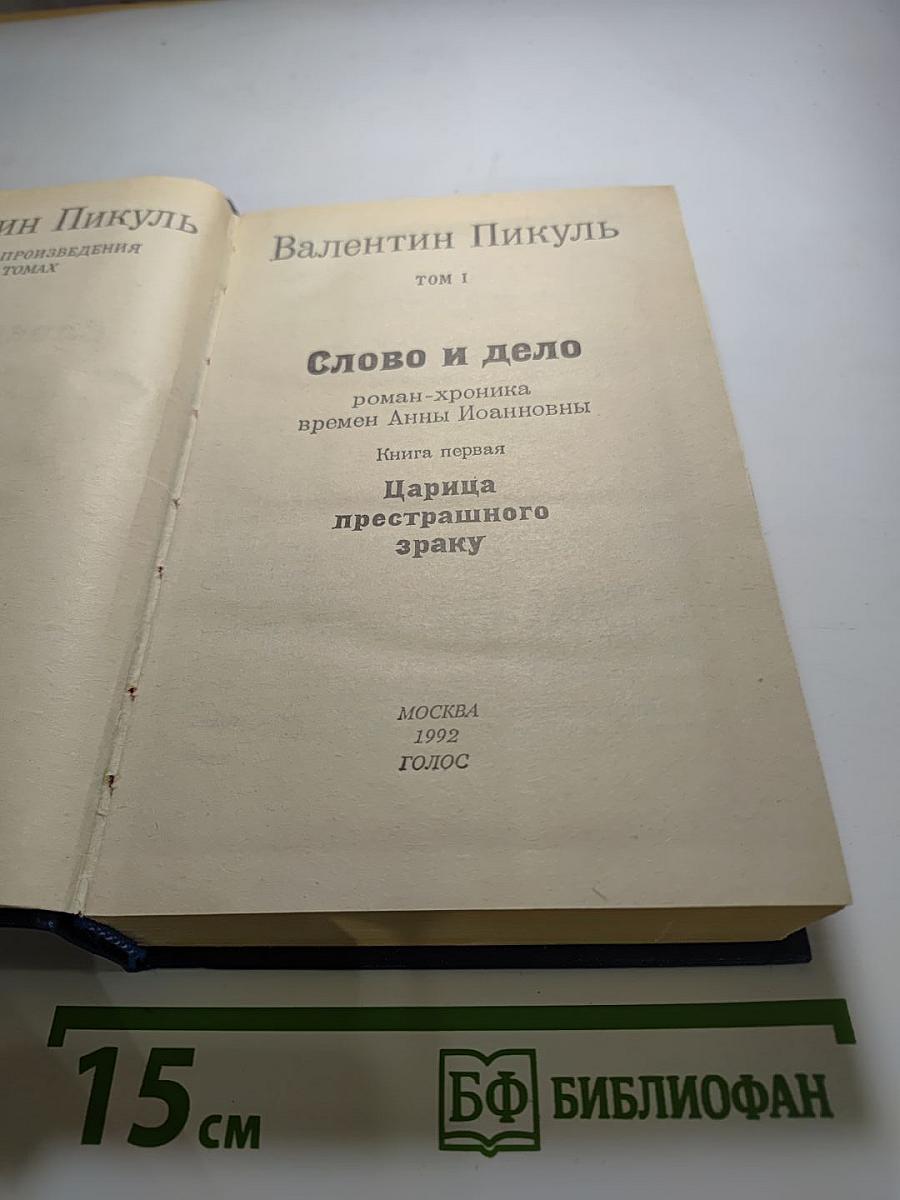 ин Пикуль
ПРОИЗВЕДЕНИЯ
ТОМАХ
Валентин Пикуль
ТОМ I
Слово и дело
роман-хроника
времен Анны Иоанновны
Книга первая
Царица
престрашного
зраку
МОСКВА
1992
ГОЛОС
15 см
БФ БИБЛИОФАН